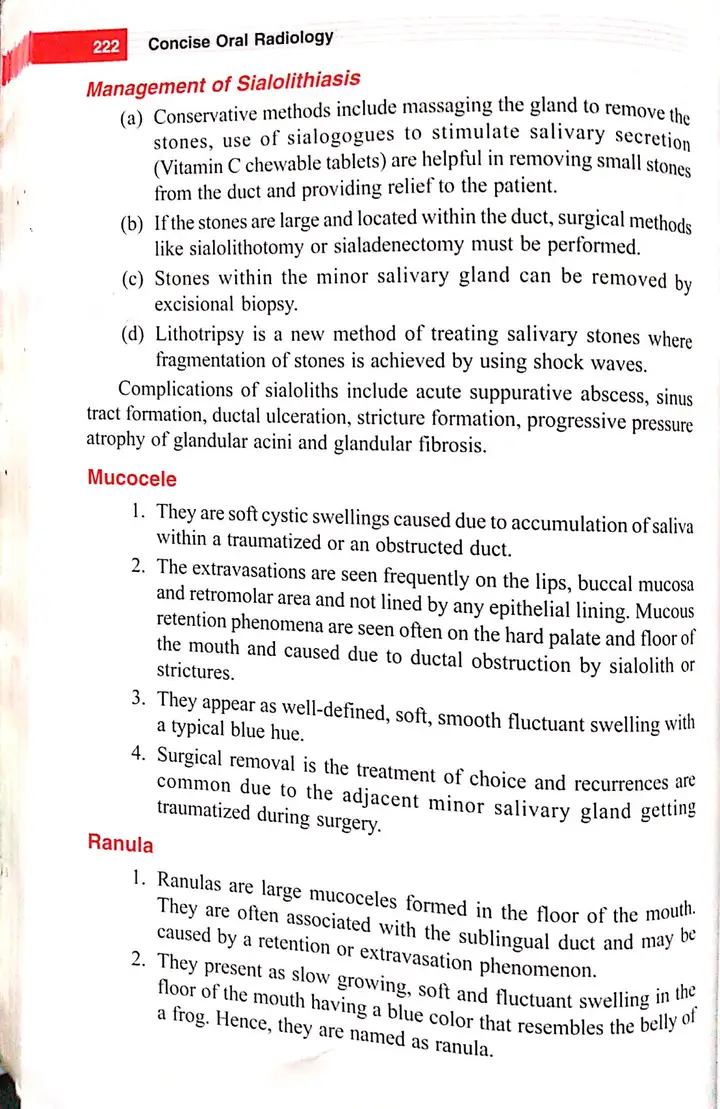 222 Concise Oral Radiology
Management of Sialolithiasis
(a) Conservative methods include massaging the gland to remove the
stones, use of sialogogues to stimulate salivary secretion
(Vitamin C chewable tablets) are helpful in removing small stones
from the duct and providing relief to the patient.
(b) If the stones are large and located within the duct, surgical methods
like sialolithotomy or sialadenectomy must be performed.
(c) Stones within the minor salivary gland can be removed by
excisional biopsy.
(d) Lithotripsy is a new method of treating salivary stones where
fragmentation of stones is achieved by using shock waves.
Complications of sialoliths include acute suppurative abscess, sinus
tract formation, ductal ulceration, stricture formation, progressive pressure
atrophy of glandular acini and glandular fibrosis.
Mucocele
1. They are soft cystic swellings caused due to accumulation of saliva
within a traumatized or an obstructed duct.
2. The extravasations are seen frequently on the lips, buccal mucosa
and retromolar area and not lined by any epithelial lining. Mucous
retention phenomena are seen often on the hard palate and floor of
the mouth and caused due to ductal obstruction by sialolith or
strictures.
3. They appear as well-defined, soft, smooth fluctuant swelling with
a typical blue hue.
4. Surgical removal is the treatment of choice and recurrences are
common due to the adjacent minor salivary gland getting
traumatized during surgery.
Ranula
1. Ranulas are large mucoceles formed in the floor of the mouth.
They are often associated with the sublingual duct and may be
caused by a retention or extravasation phenomenon.
2. They present as slow growing, soft and fluctuant swelling in the
floor of the mouth having a blue color that resembles the belly of
a frog. Hence, they are named as ranula.